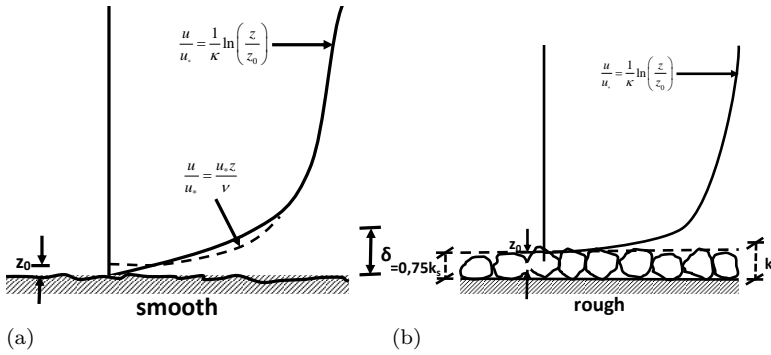 u/u* = 1/κ ln(z/z₀)
u/u* = u*z/ν
z₀
δ
smooth
(a)
u/u* = 1/κ ln(z/z₀)
z₀
=0,75kₛ
k
rough
(b)